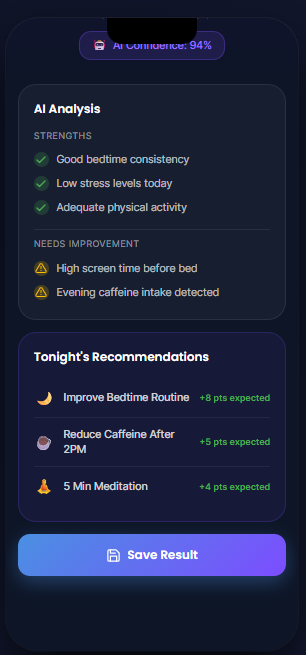 AI Confidence: 94%
AI Analysis
STRENGTHS
Good bedtime consistency
Low stress levels today
Adequate physical activity
NEEDS IMPROVEMENT
High screen time before bed
Evening caffeine intake detected
Tonight's Recommendations
Improve Bedtime Routine +8 pts expected
Reduce Caffeine After
2PM
+5 pts expected
5 Min Meditation +4 pts expected
Save Result